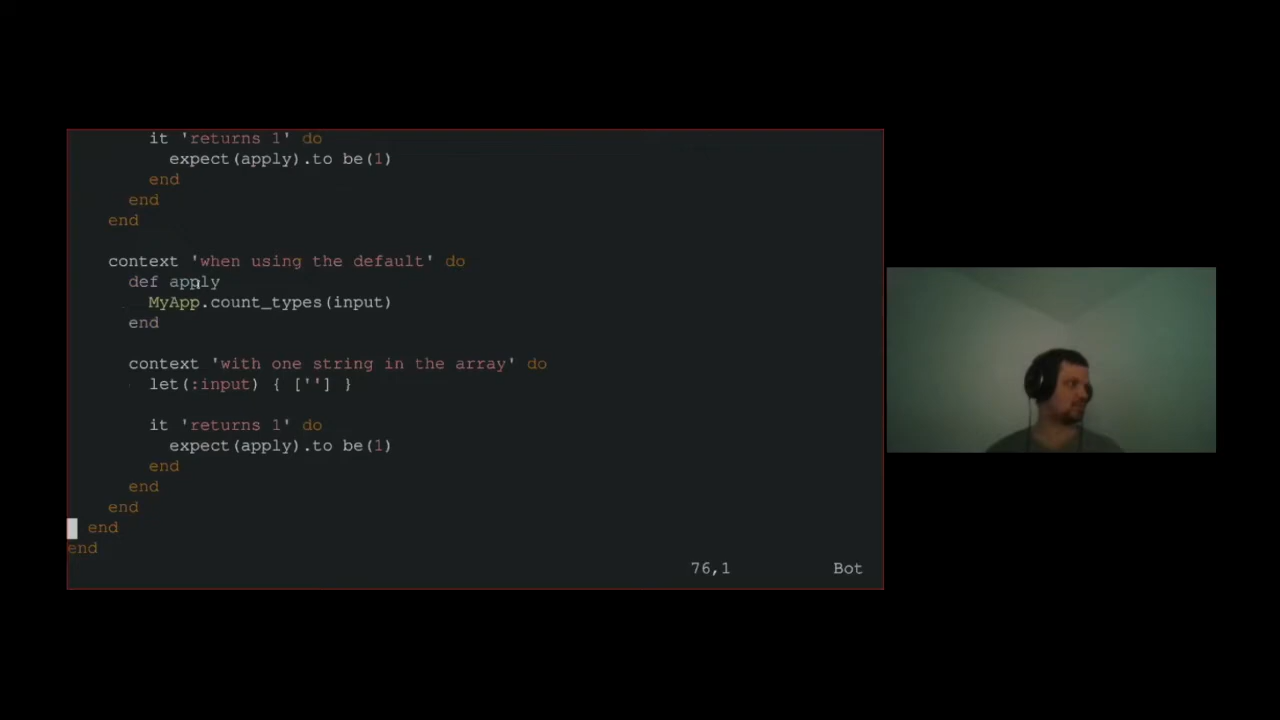 it 'returns 1' do
expect(apply).to be(1)
end
end
end
context 'when using the default' do
def apply
MyApp.count_types(input)
end
context 'with one string in the array' do
let(:input) { [''] }
it 'returns 1' do
expect(apply).to be(1)
end
end
end
end
end
76,1 Bot